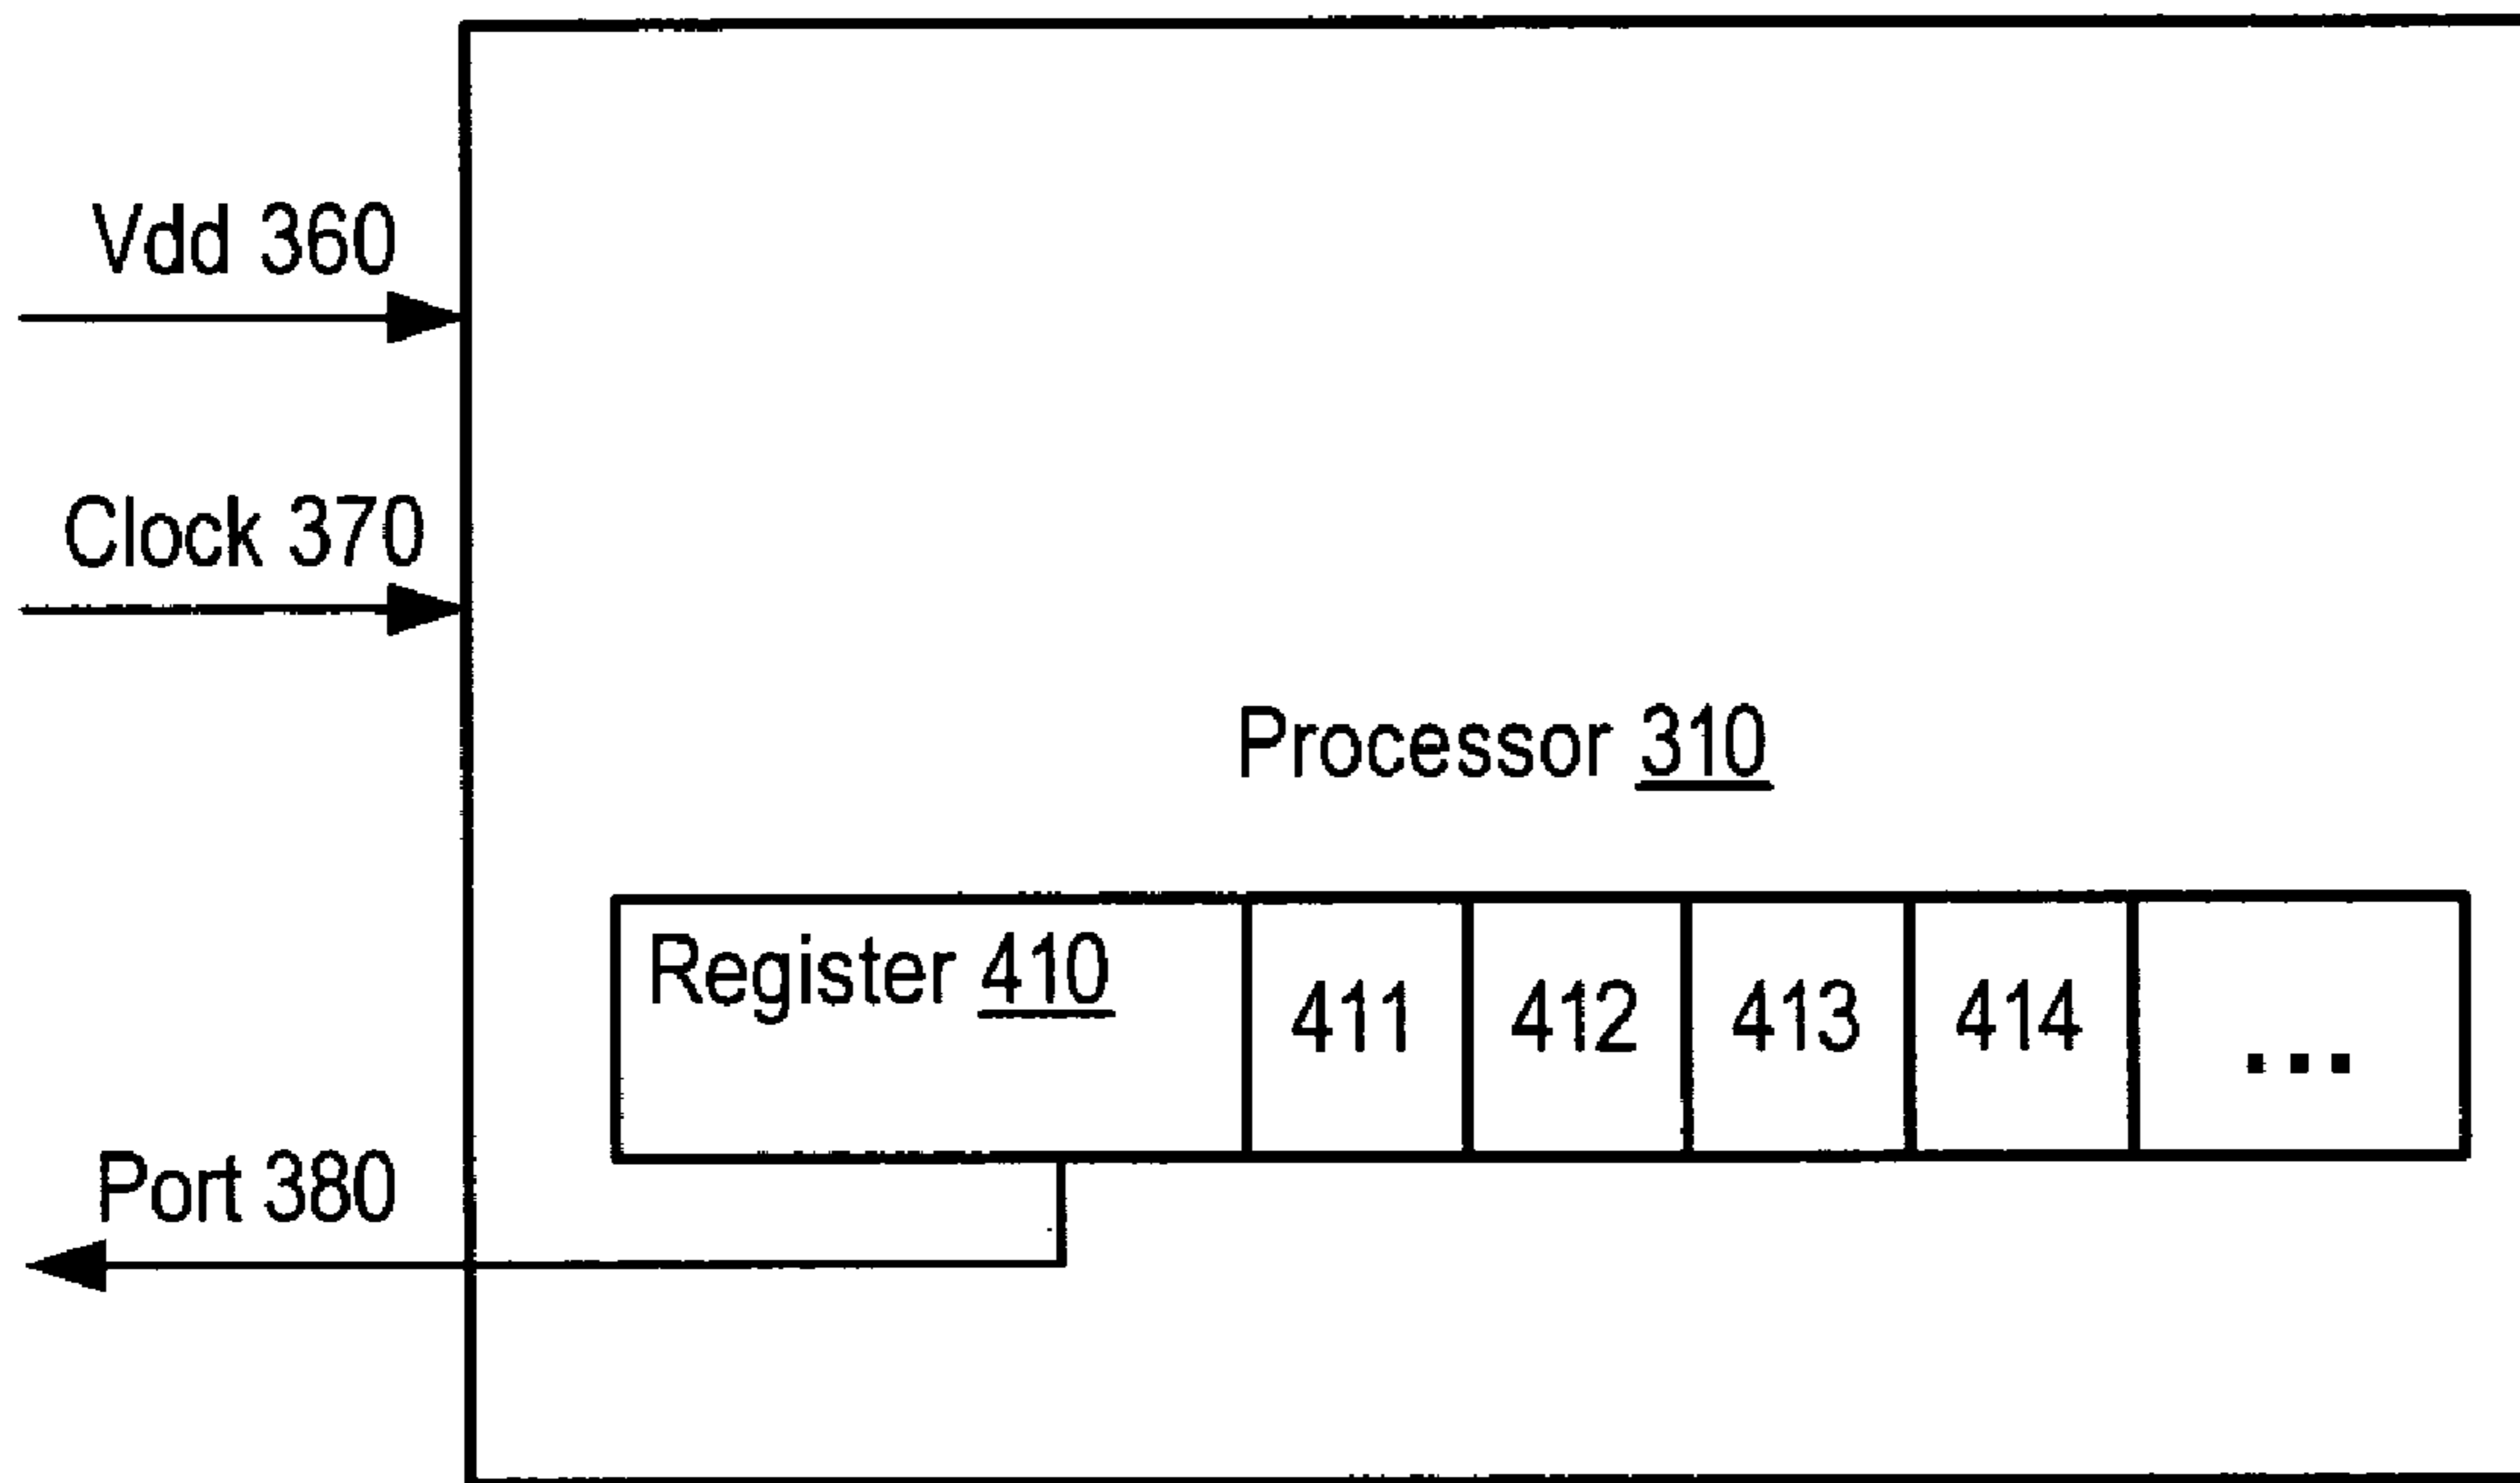 Vdd 360
Clock 370
Processor 310
Register 410
411
412
413
414
...
Port 380